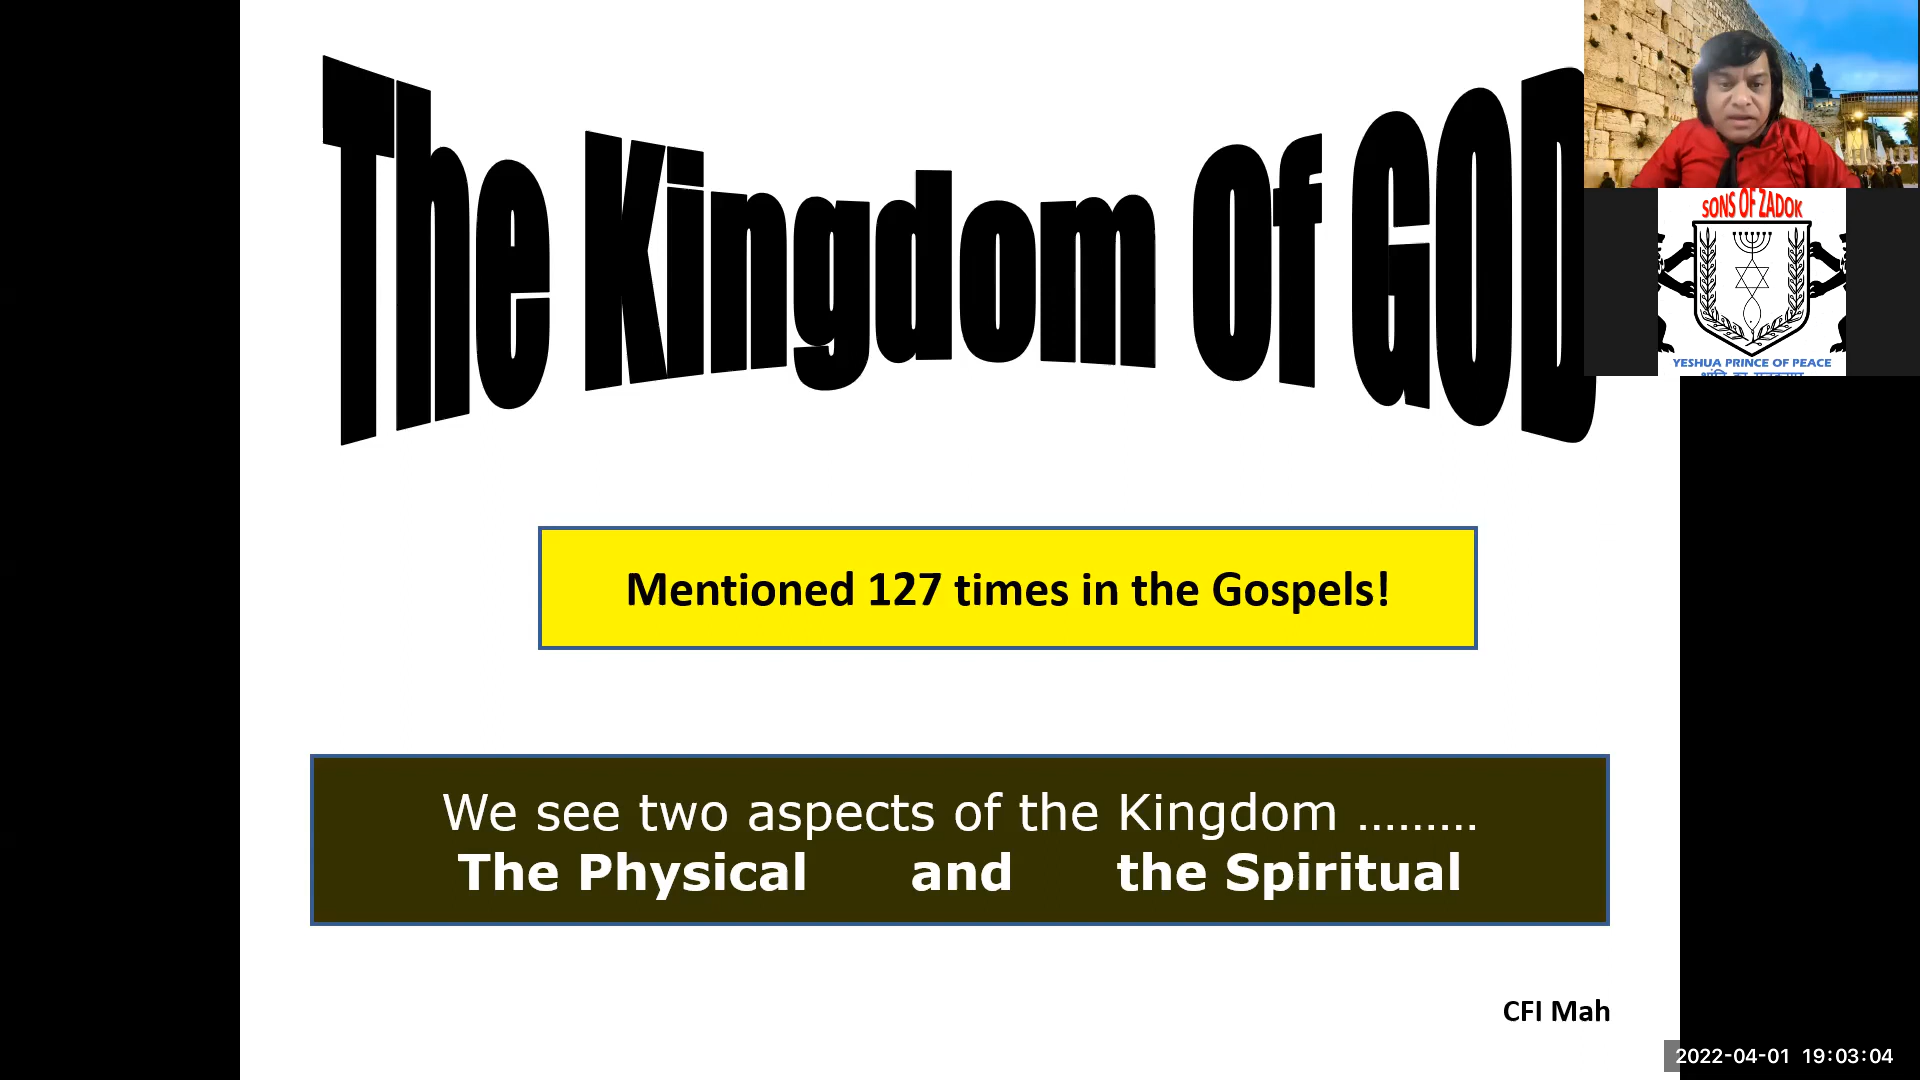 The Kingdom Of GOD
Mentioned 127 times in the Gospels!
We see two aspects of the Kingdom .........
The Physical and the Spiritual
CFI Mah
SONS OF ZADOK
YESHUA PRINCE OF PEACE
2022-04-01 19:03:04